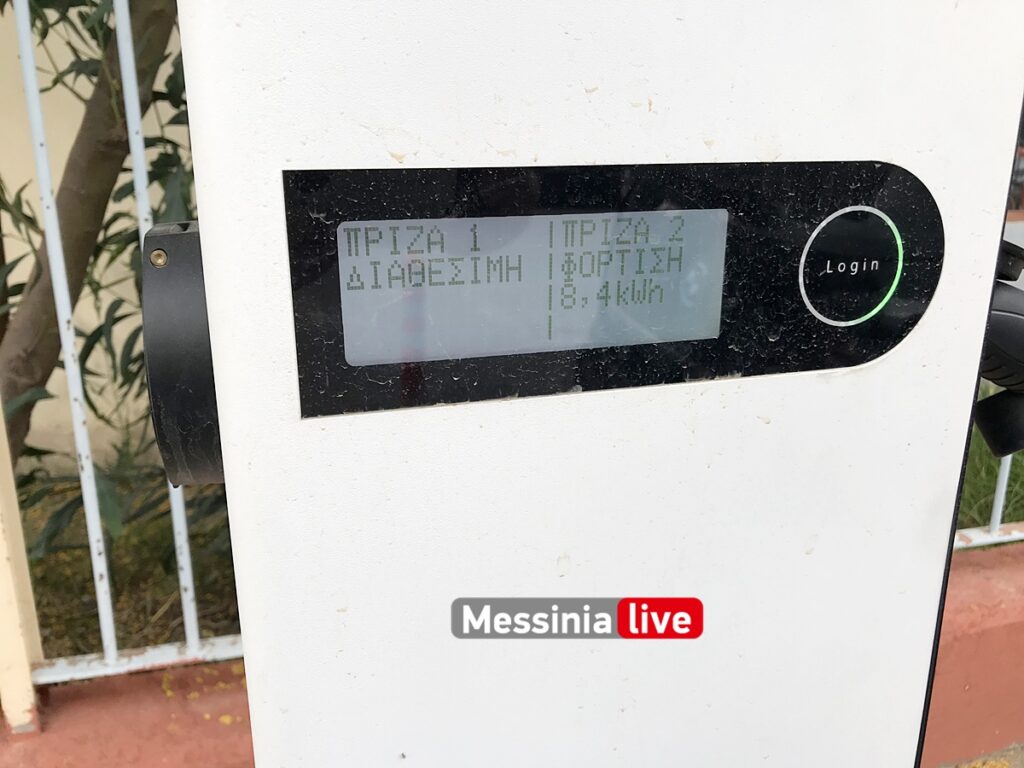 ΠΡΙΖΑ 1 |ΠΡΙΖΑ 2
ΔΙΑΘΕΣΙΜΗ |ΦΟΡΤΙΣΗ
|8,4kWh
|
Login
Messinia live